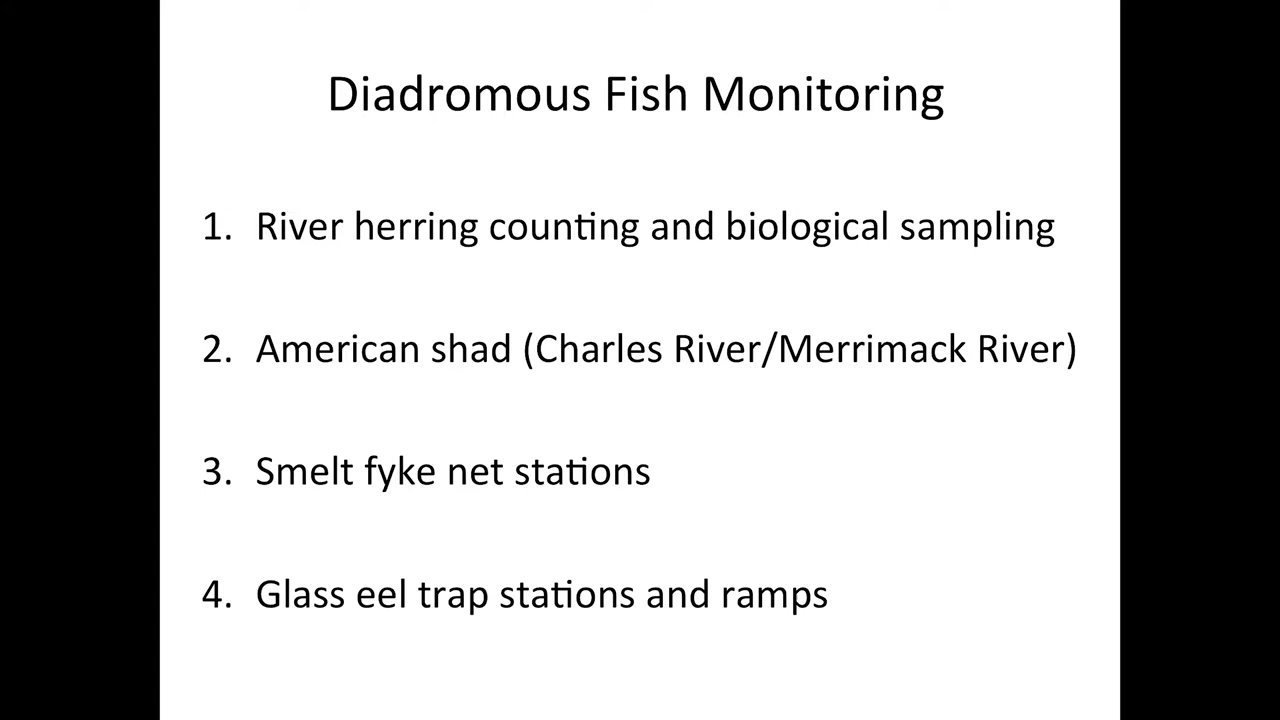 Diadromous Fish Monitoring
1. River herring counting and biological sampling
2. American shad (Charles River/Merrimack River)
3. Smelt fyke net stations
4. Glass eel trap stations and ramps